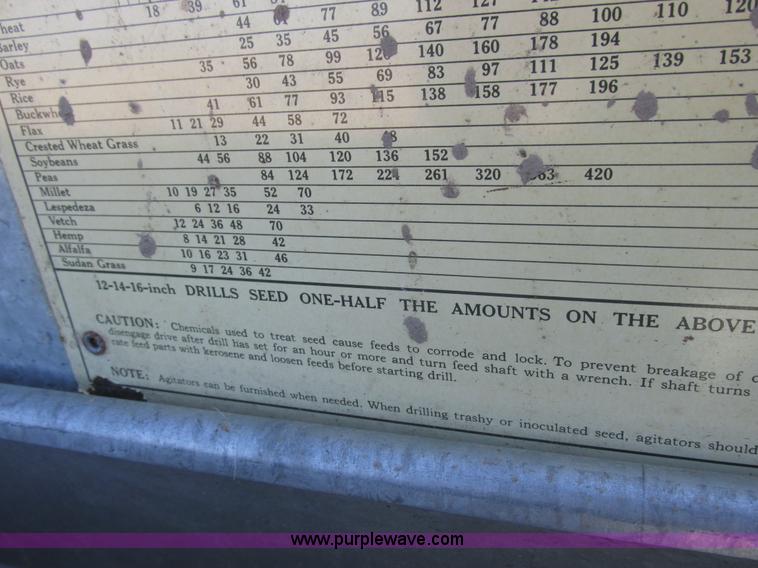 18 39 61
heat 44 77 89 112 127
Barley 25 35 45 56 67 77 88 100 110 120
Oats 35 56 78 99 120 140 160 178 194
Rye 30 43 55 69 83 97 111 125 139 153
Rice 41 61 77 93 115 138 158 177 196
Buckwhe
Flax 11 21 29 44 58 72
Crested Wheat Grass 13 22 31 40 48
Soybeans 44 56 88 104 120 136 152
Peas 84 124 172 224 261 320 363 420
Millet 10 19 27 35 52 70
Lespedeza 6 12 16 24 33
Vetch 12 24 36 48 70
Hemp 8 14 21 28 42
Alfalfa 10 16 23 31 46
Sudan Grass 9 17 24 36 42
12-14-16-inch DRILLS SEED ONE-HALF THE AMOUNTS ON THE ABOVE
CAUTION: Chemicals used to treat seed cause feeds to corrode and lock. To prevent breakage of
disengage drive after drill has set for an hour or more and turn feed shaft with a wrench. If shaft turns
rate feed parts with kerosene and loosen feeds before starting drill.
NOTE: Agitators can be furnished when needed. When drilling trashy or inoculated seed, agitators should
www.purplewave.com